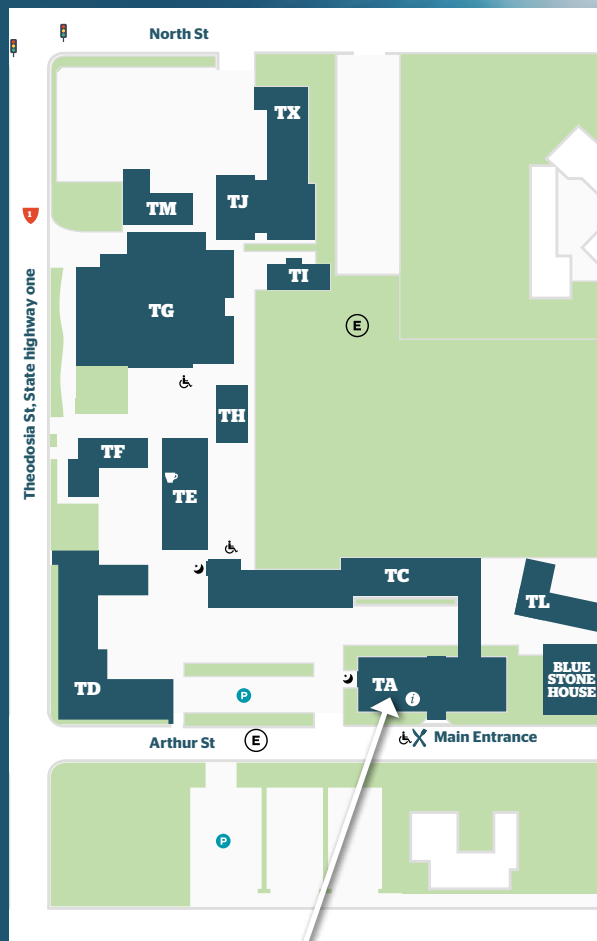 North St
TX
TJ
TM
1
TI
TG
E
Theodosia St, State highway one
TH
TF
TE
TC
TL
BLUE
STONE
HOUSE
TA
i
TD
P
Arthur St
E
Main Entrance
P